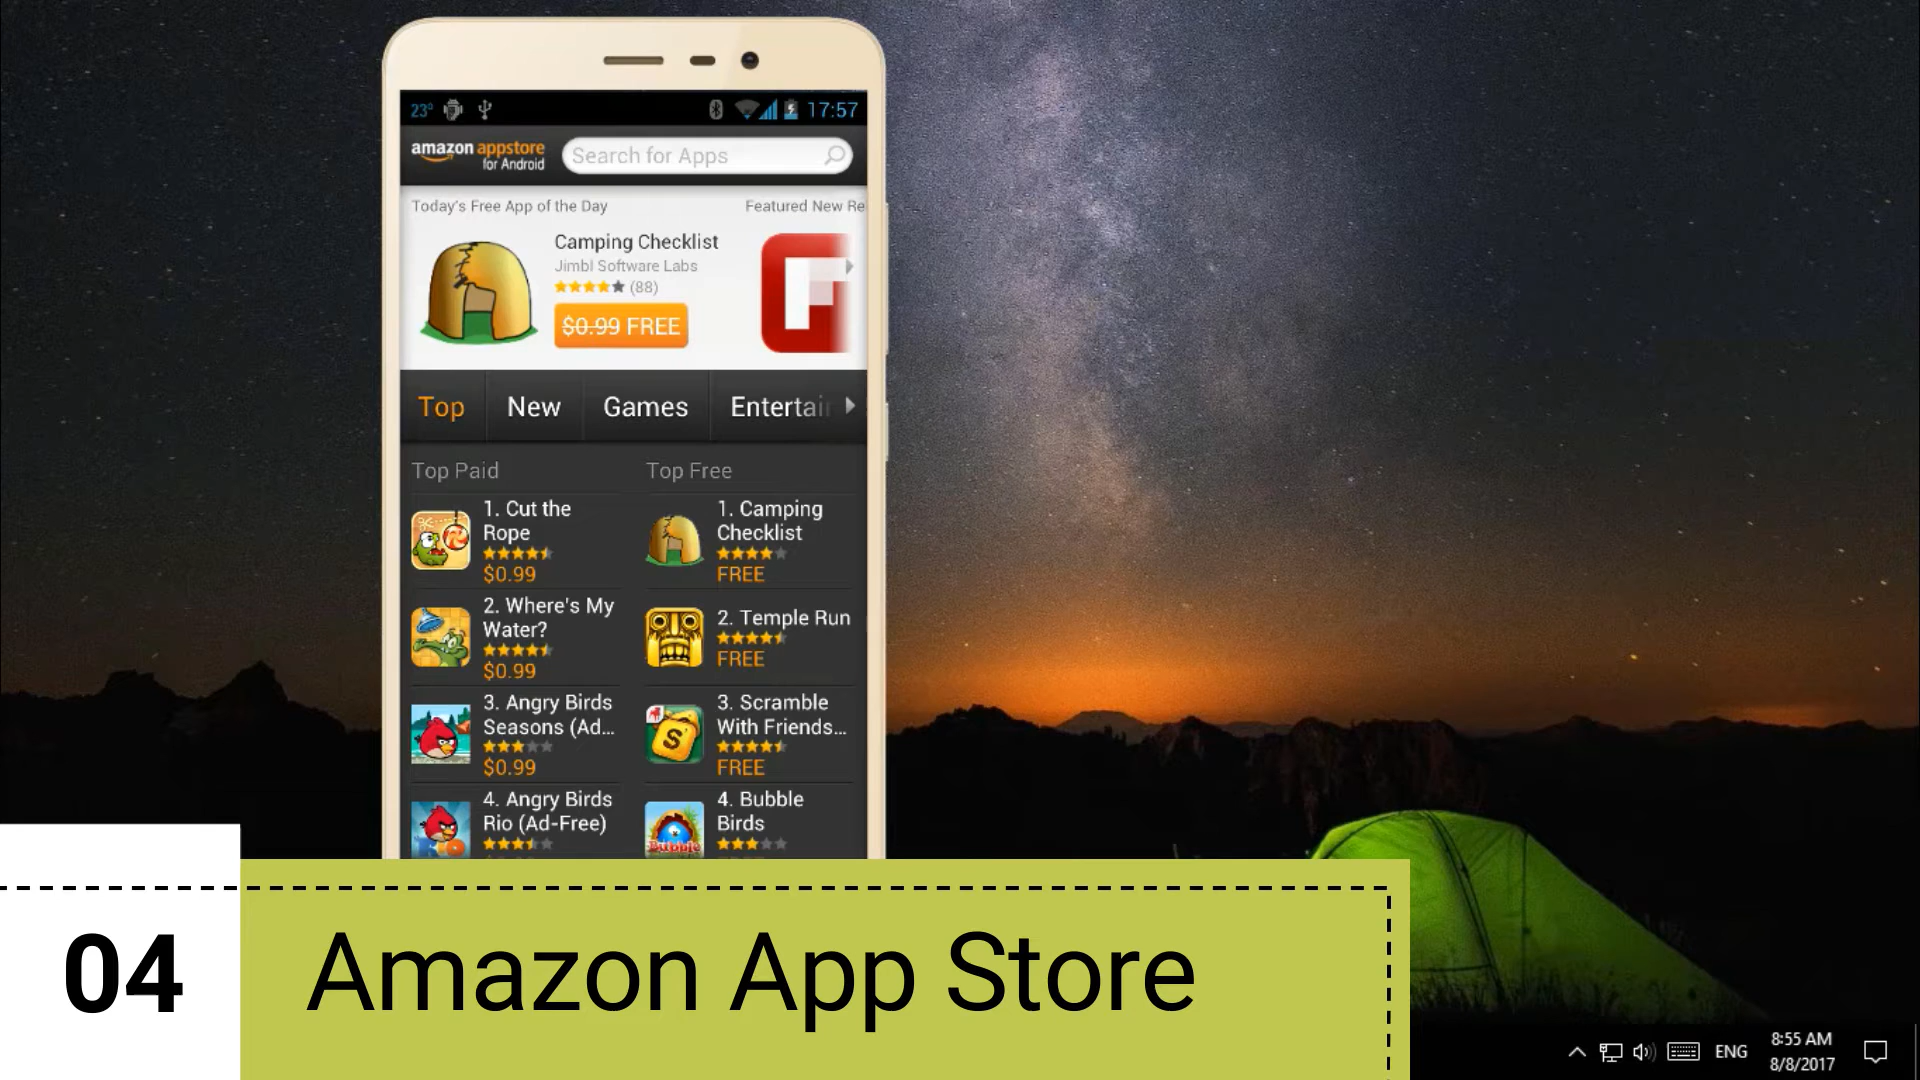 23°
17:57
amazon appstore
for Android
Search for Apps
Today's Free App of the Day
Featured New Re
Camping Checklist
Jimbl Software Labs
(88)
$0.99 FREE
Top
New
Games
Entertain
Top Paid
Top Free
1. Cut the
Rope
$0.99
1. Camping
Checklist
FREE
2. Where's My
Water?
$0.99
2. Temple Run
FREE
3. Angry Birds
Seasons (Ad...
$0.99
3. Scramble
With Friends...
FREE
4. Angry Birds
Rio (Ad-Free)
4. Bubble
Birds
Bubble
04
Amazon App Store
ENG
8:55 AM
8/8/2017